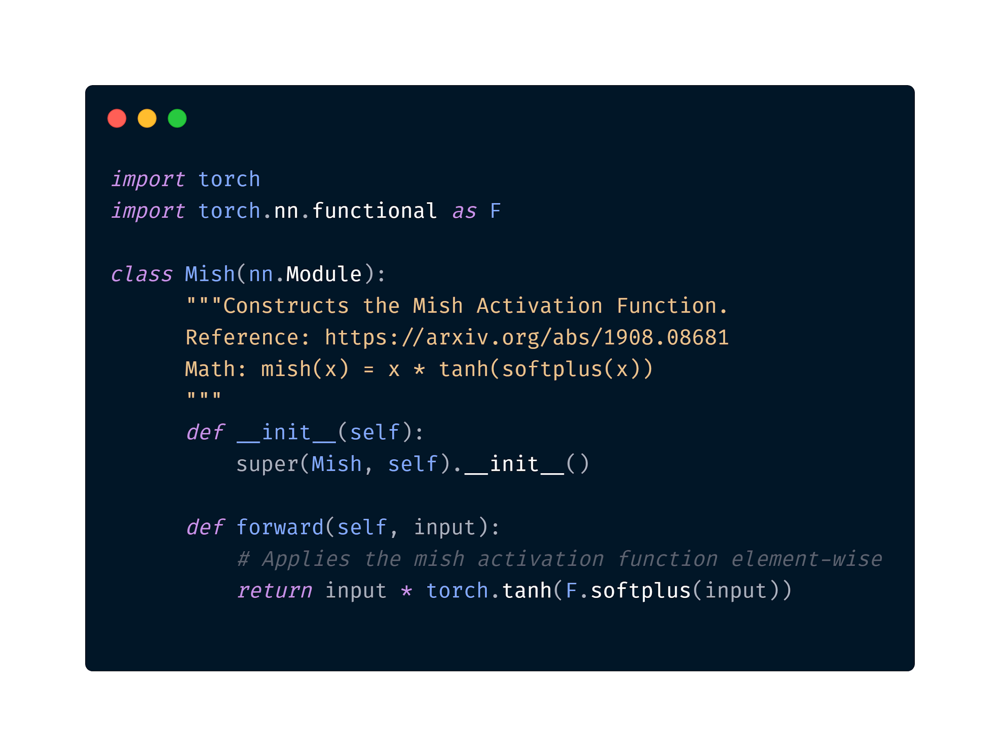 import torch
import torch.nn.functional as F
class Mish(nn.Module):
"""Constructs the Mish Activation Function.
Reference: https://arxiv.org/abs/1908.08681
Math: mish(x) = x * tanh(softplus(x))
"""
def __init__(self):
super(Mish, self).__init__()
def forward(self, input):
# Applies the mish activation function element-wise
return input * torch.tanh(F.softplus(input))